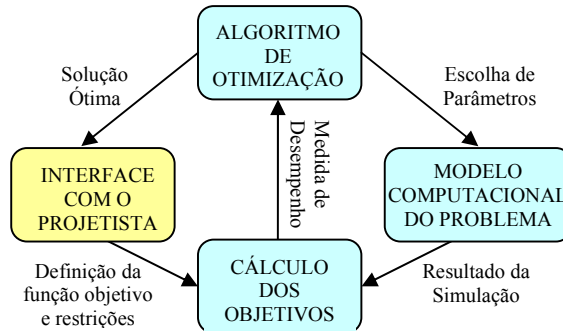 ALGORITMO
DE
OTIMIZAÇÃO
Solução
Ótima
Escolha de
Parâmetros
Medida de
Desempenho
INTERFACE
COM O
PROJETISTA
MODELO
COMPUTACIONAL
DO PROBLEMA
Definição da
função objetivo
e restrições
CÁLCULO
DOS
OBJETIVOS
Resultado da
Simulação